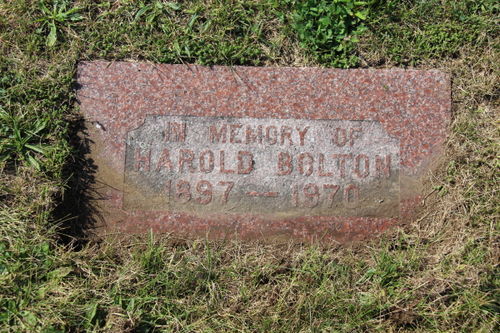 IN MEMORY OF
HAROLD BOLTON
1897 -- 1970